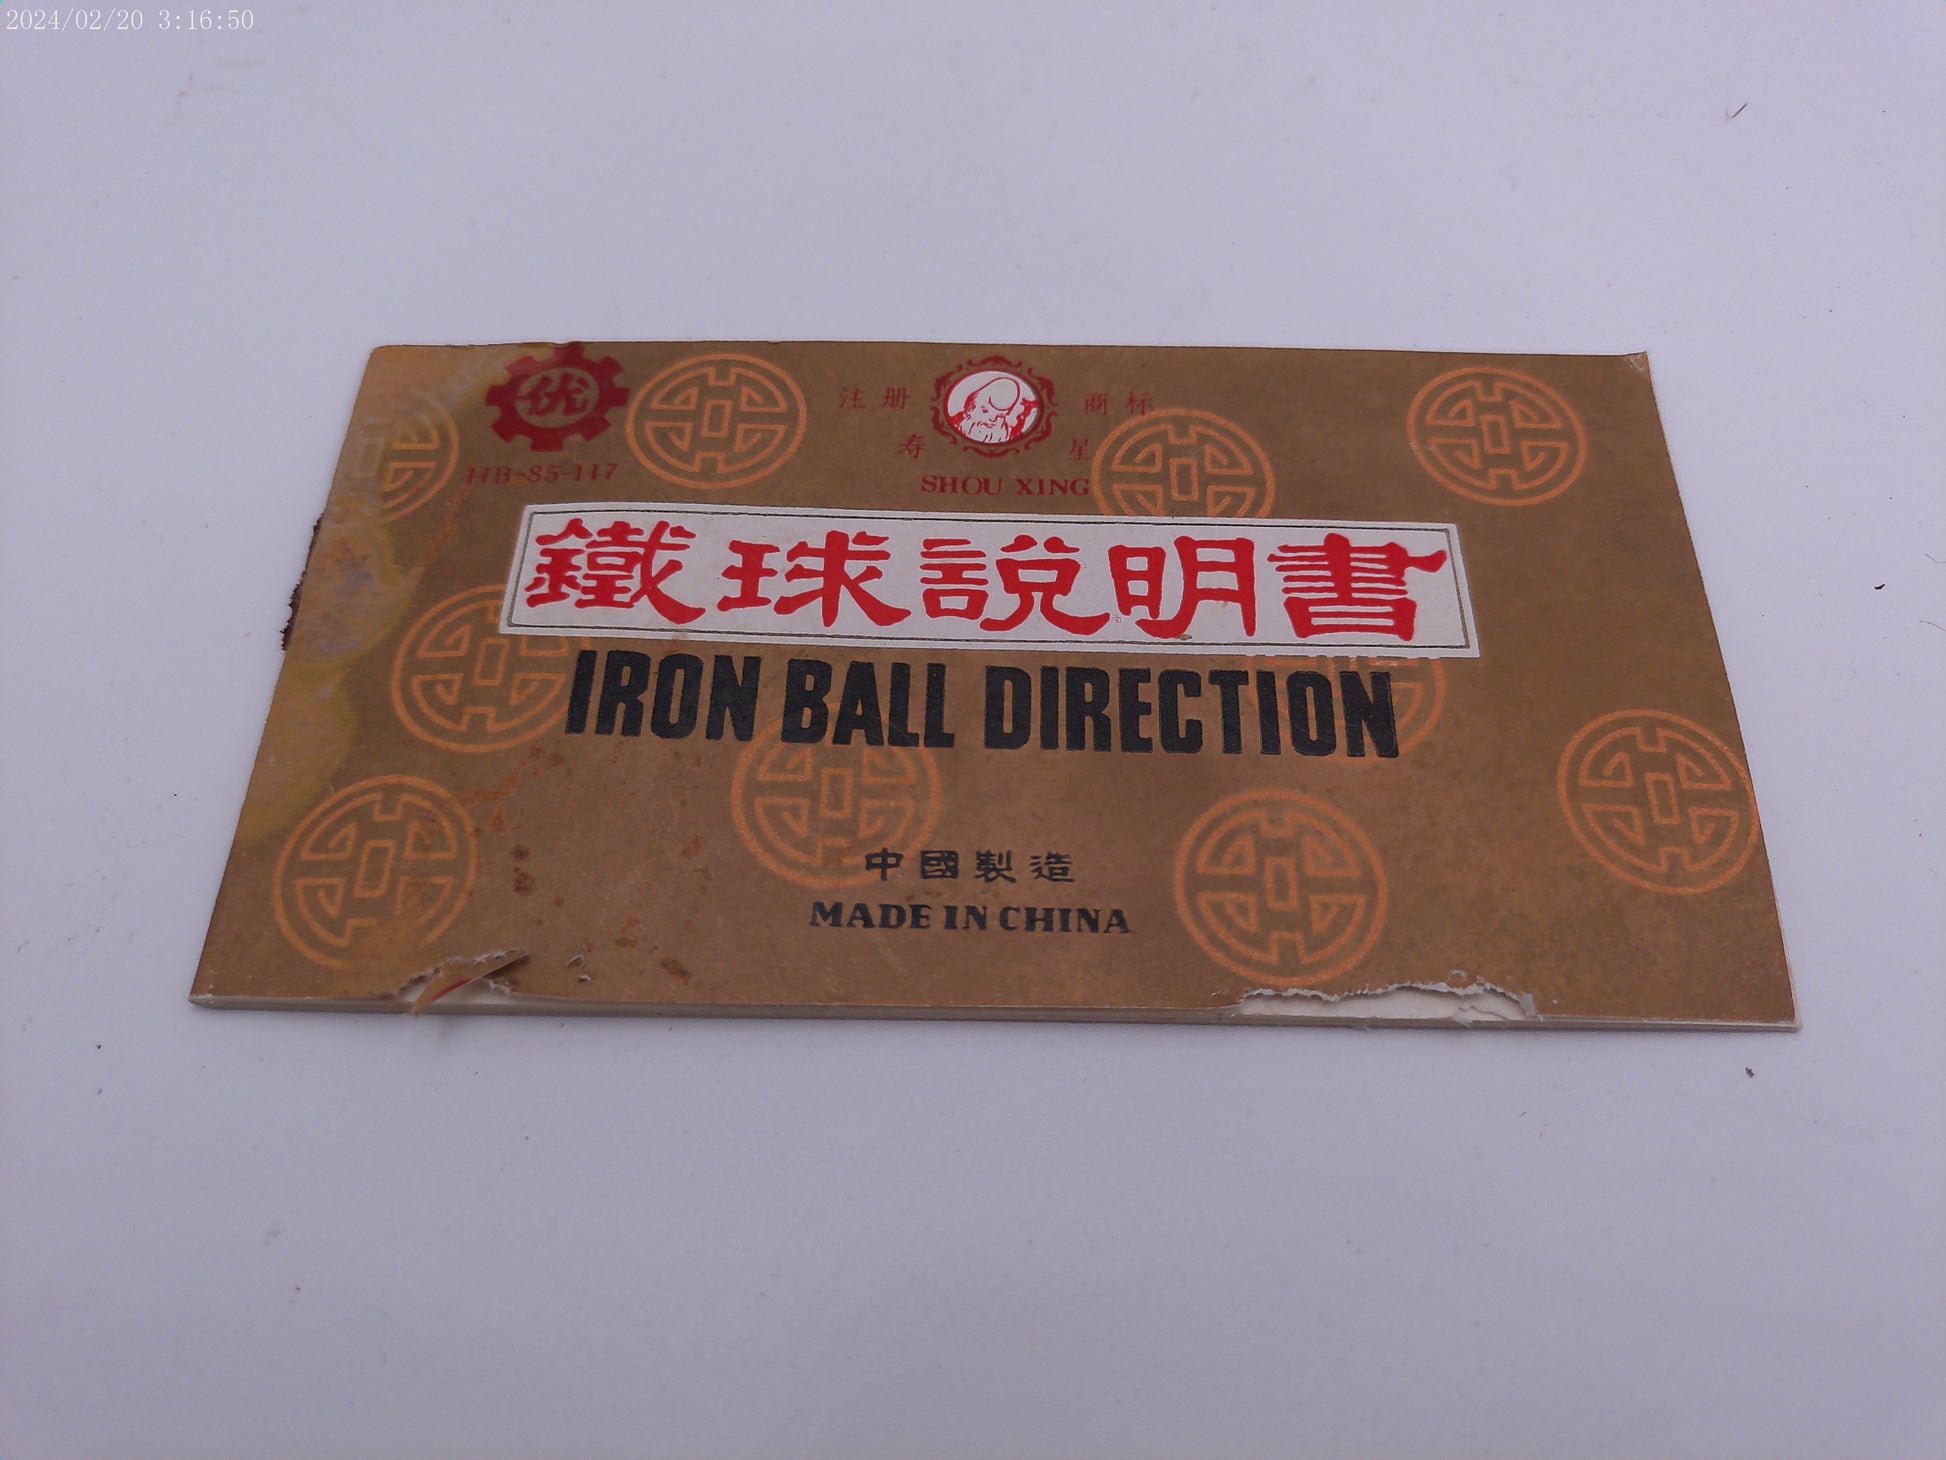 2024/02/20 3:16:50
优
HB-85-117
注册 商标
寿 星
SHOU XING
鐵球説明書
IRON BALL DIRECTION
中國製造
MADE IN CHINA